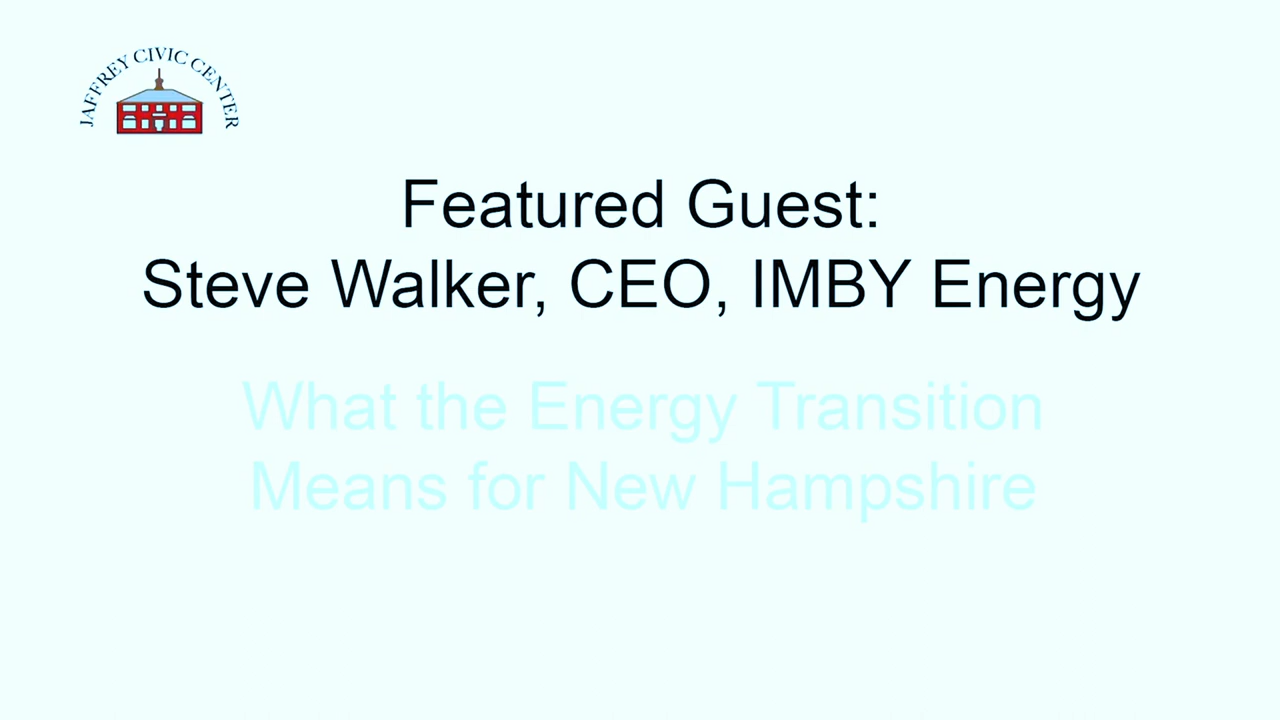 JAFFREY CIVIC CENTER
Featured Guest:
Steve Walker, CEO, IMBY Energy
What the Energy Transition
Means for New Hampshire